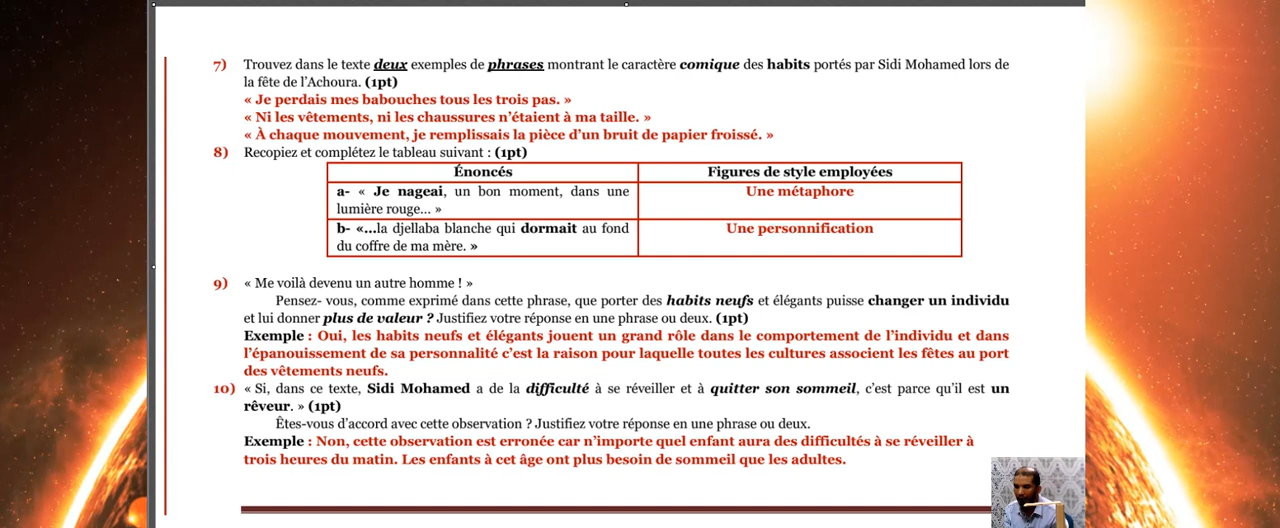 7) Trouvez dans le texte deux exemples de phrases montrant le caractère comique des habits portés par Sidi Mohamed lors de
la fête de l'Achoura. (1pt)
« Je perdais mes babouches tous les trois pas. »
« Ni les vêtements, ni les chaussures n'étaient à ma taille. »
« À chaque mouvement, je remplissais la pièce d'un bruit de papier froissé. »
8) Recopiez et complétez le tableau suivant : (1pt)
Énoncés Figures de style employées
a- « Je nageai, un bon moment, dans une Une métaphore
lumière rouge... »
b- «...la djellaba blanche qui dormait au fond Une personnification
du coffre de ma mère. »
9) « Me voilà devenu un autre homme ! »
Pensez- vous, comme exprimé dans cette phrase, que porter des habits neufs et élégants puisse changer un individu
et lui donner plus de valeur ? Justifiez votre réponse en une phrase ou deux. (1pt)
Exemple : Oui, les habits neufs et élégants jouent un grand rôle dans le comportement de l'individu et dans
l'épanouissement de sa personnalité c'est la raison pour laquelle toutes les cultures associent les fêtes au port
des vêtements neufs.
10) « Si, dans ce texte, Sidi Mohamed a de la difficulté à se réveiller et à quitter son sommeil, c'est parce qu'il est un
rêveur. » (1pt)
Êtes-vous d'accord avec cette observation ? Justifiez votre réponse en une phrase ou deux.
Exemple : Non, cette observation est erronée car n'importe quel enfant aura des difficultés à se réveiller à
trois heures du matin. Les enfants à cet âge ont plus besoin de sommeil que les adultes.